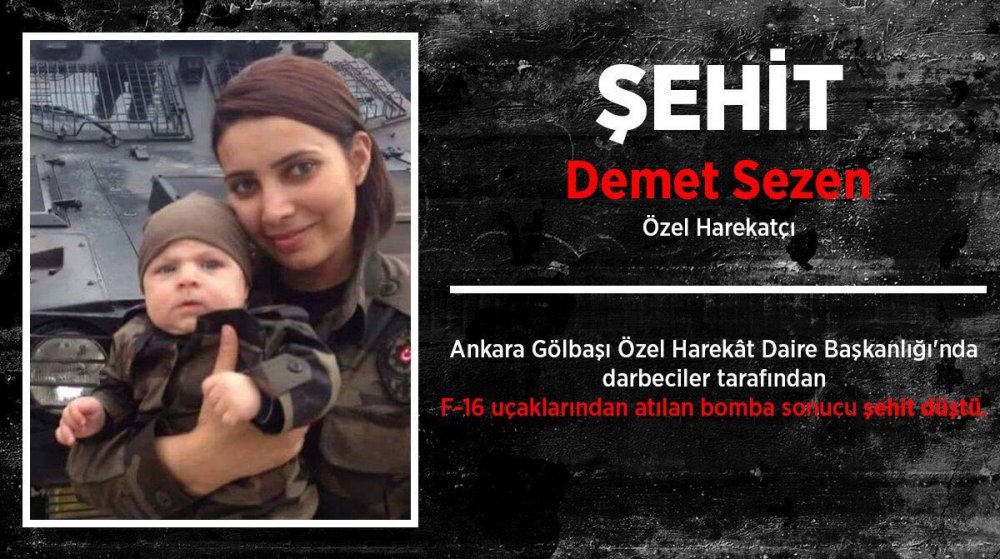 ŞEHİT
Demet Sezen
Özel Harekatçı
Ankara Gölbaşı Özel Harekât Daire Başkanlığı'nda
darbeciler tarafından
F-16 uçaklarından atılan bomba sonucu şehit düştü.